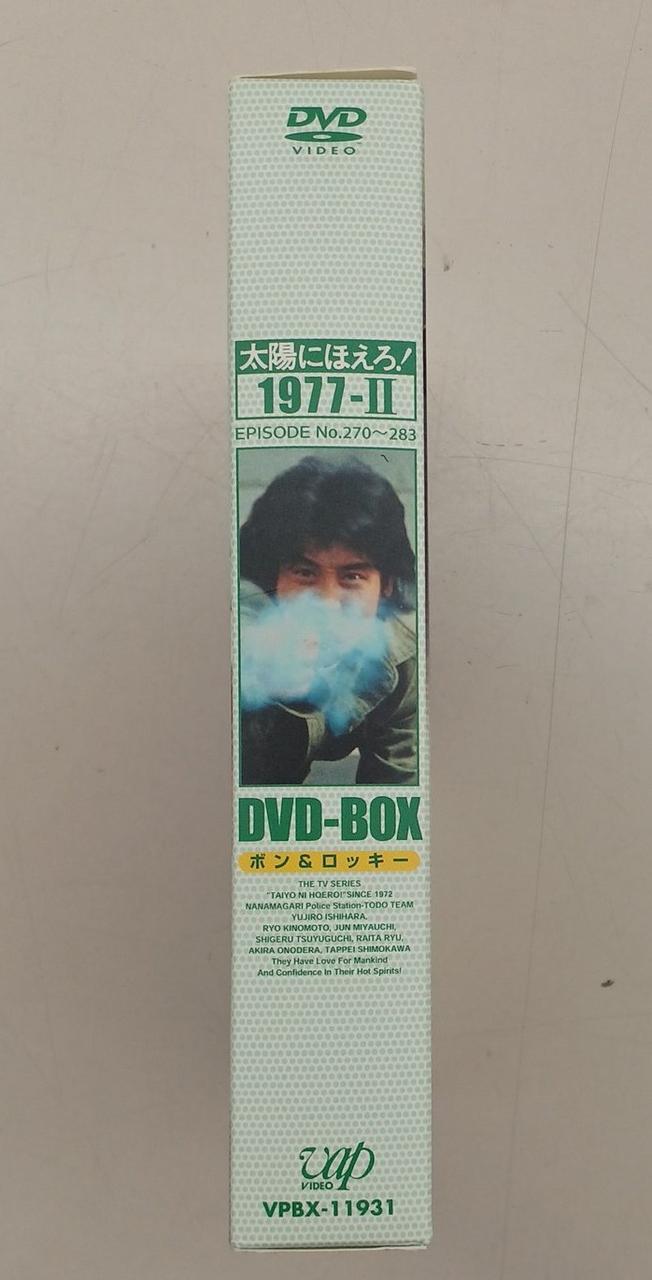 DVD
VIDEO
太陽にほえろ!
1977-II
EPISODE No.270〜283
DVD-BOX
ボン&ロッキー
THE TV SERIES
"TAIYO NI HOERO!"SINCE 1972
NANAMAGARI Police Station-TODO TEAM
YUJIRO ISHIHARA,
RYO KINOMOTO, JUN MIYAUCHI,
SHIGERU TSUYUGUCHI, RAITA RYU,
AKIRA ONODERA, TAPPEI SHIMOKAWA
They Have Love For Mankind
And Confidence In Their Hot Spirits!
vap
VIDEO
VPBX-11931